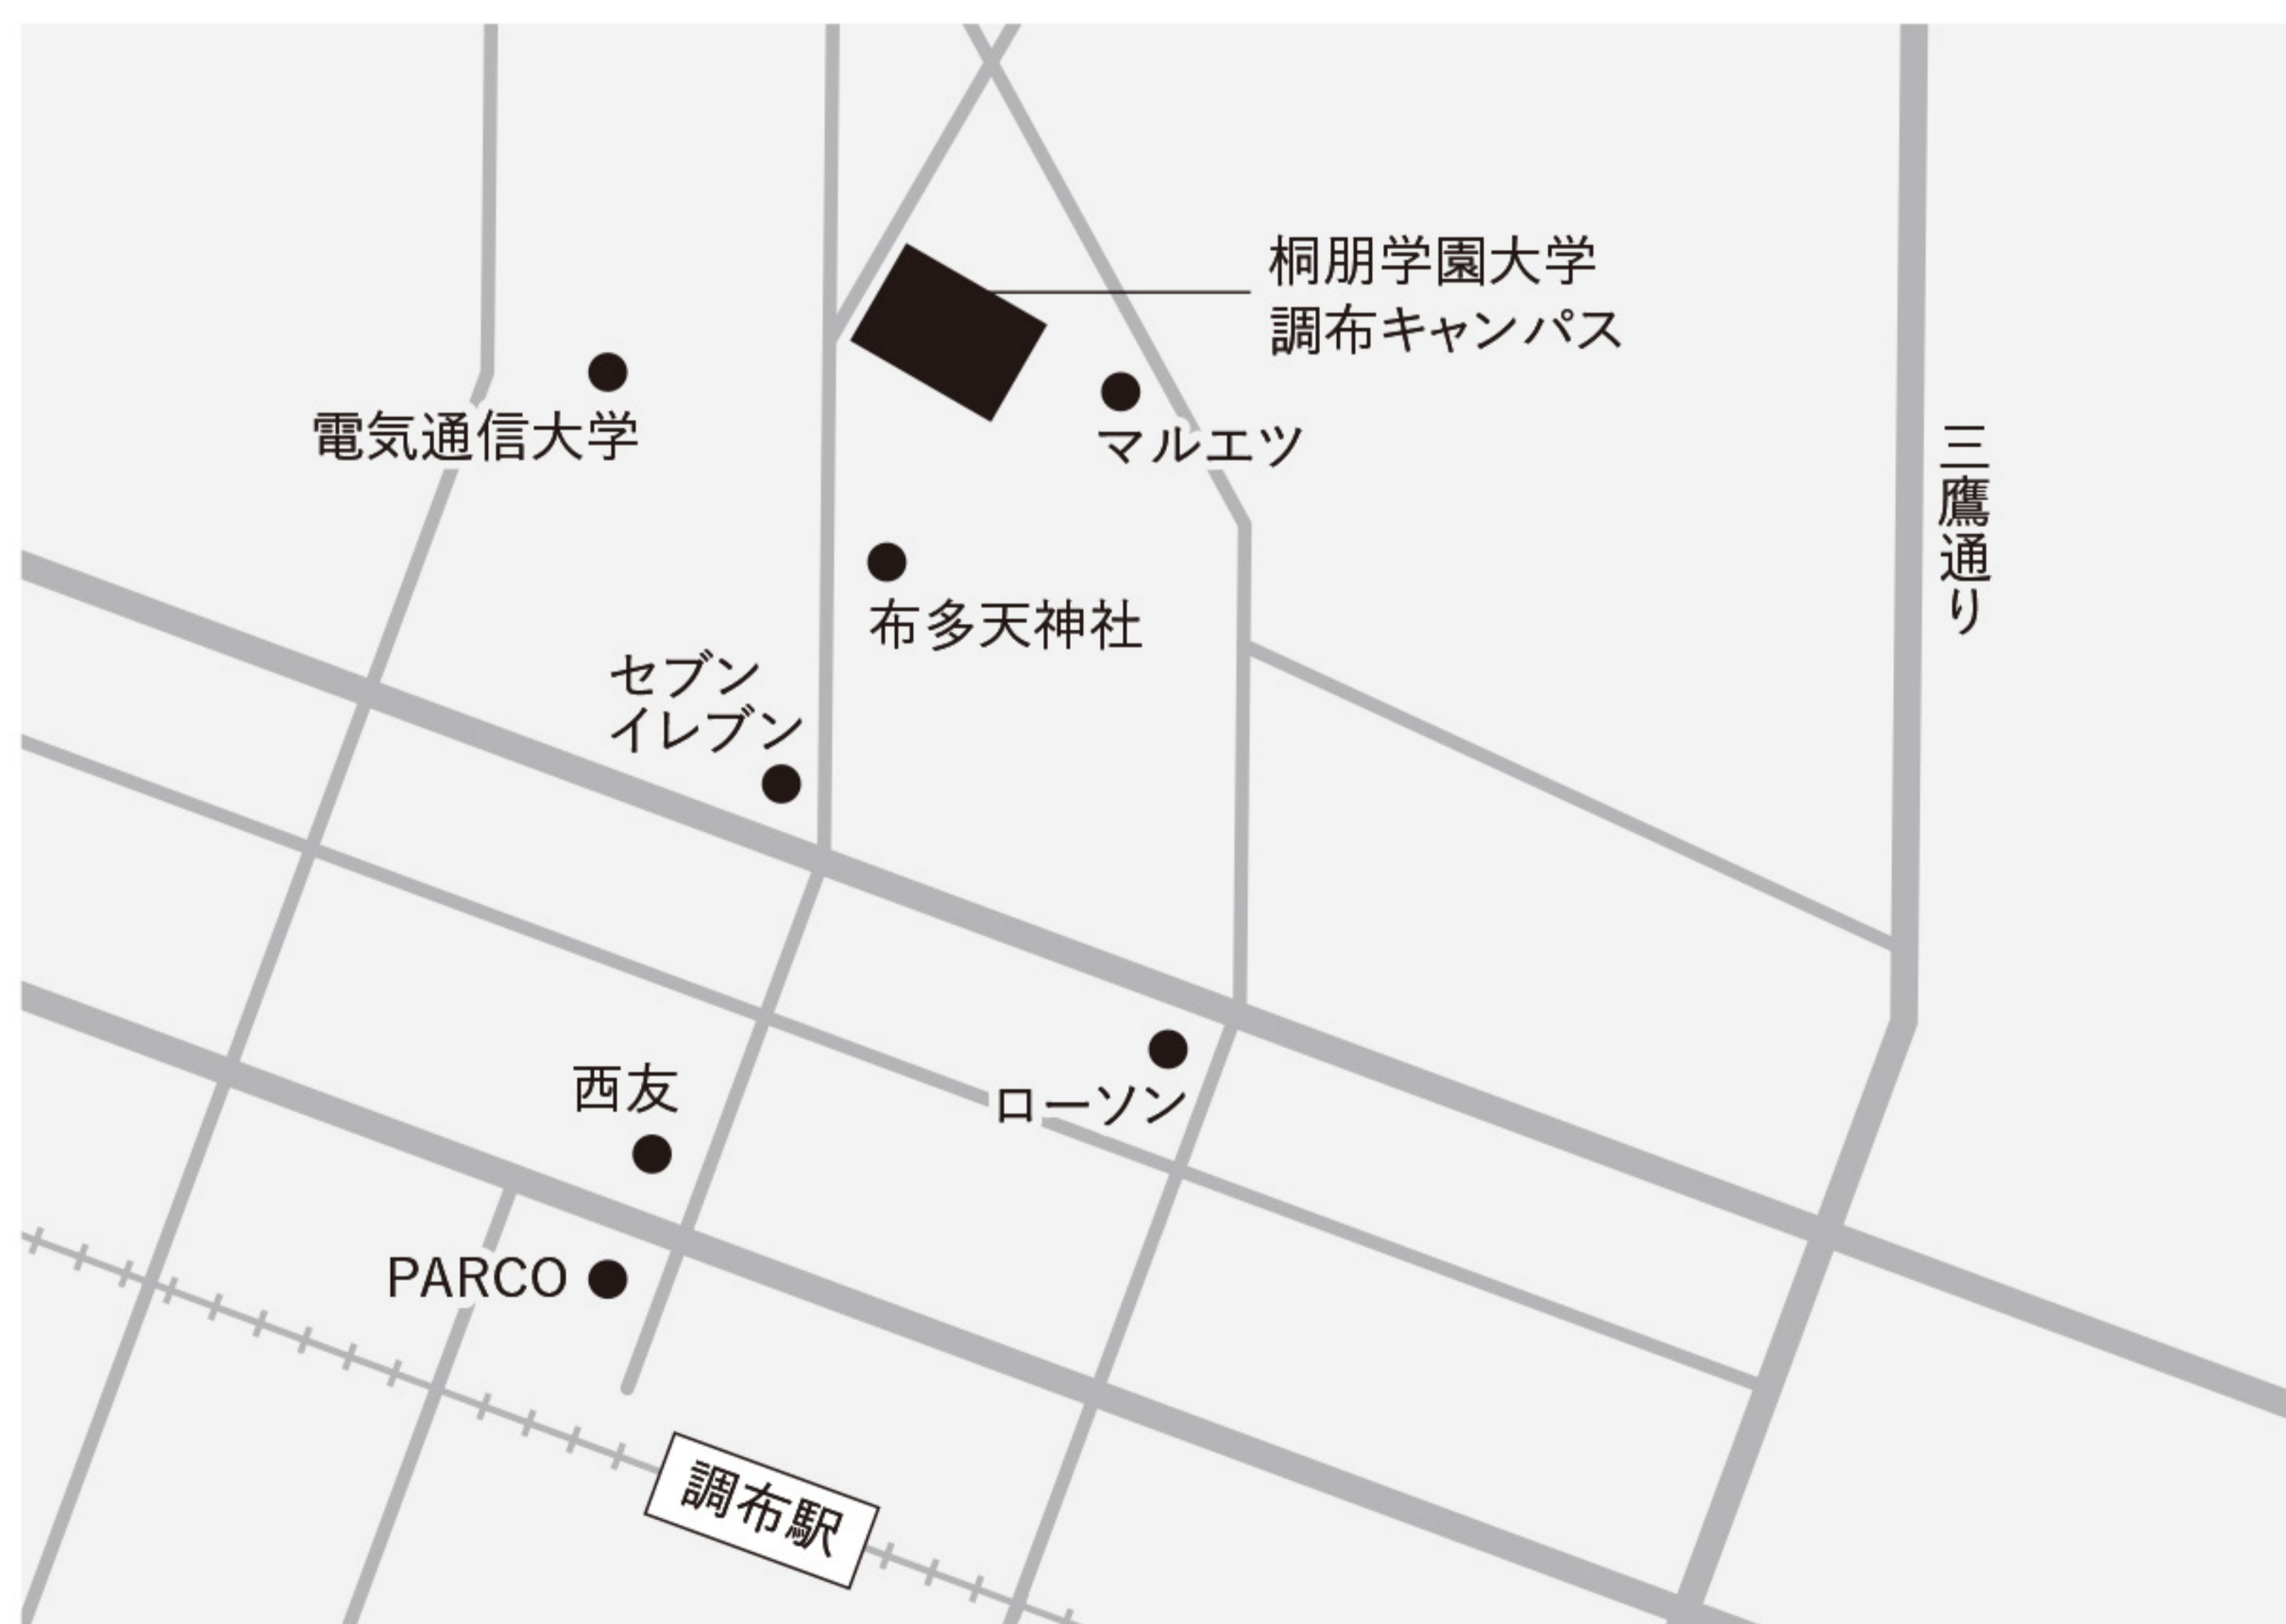 桐朋学園大学
調布キャンパス
電気通信大学
マルエツ
三鷹通り
布多天神社
セブン
イレブン
西友
ローソン
PARCO
調布駅